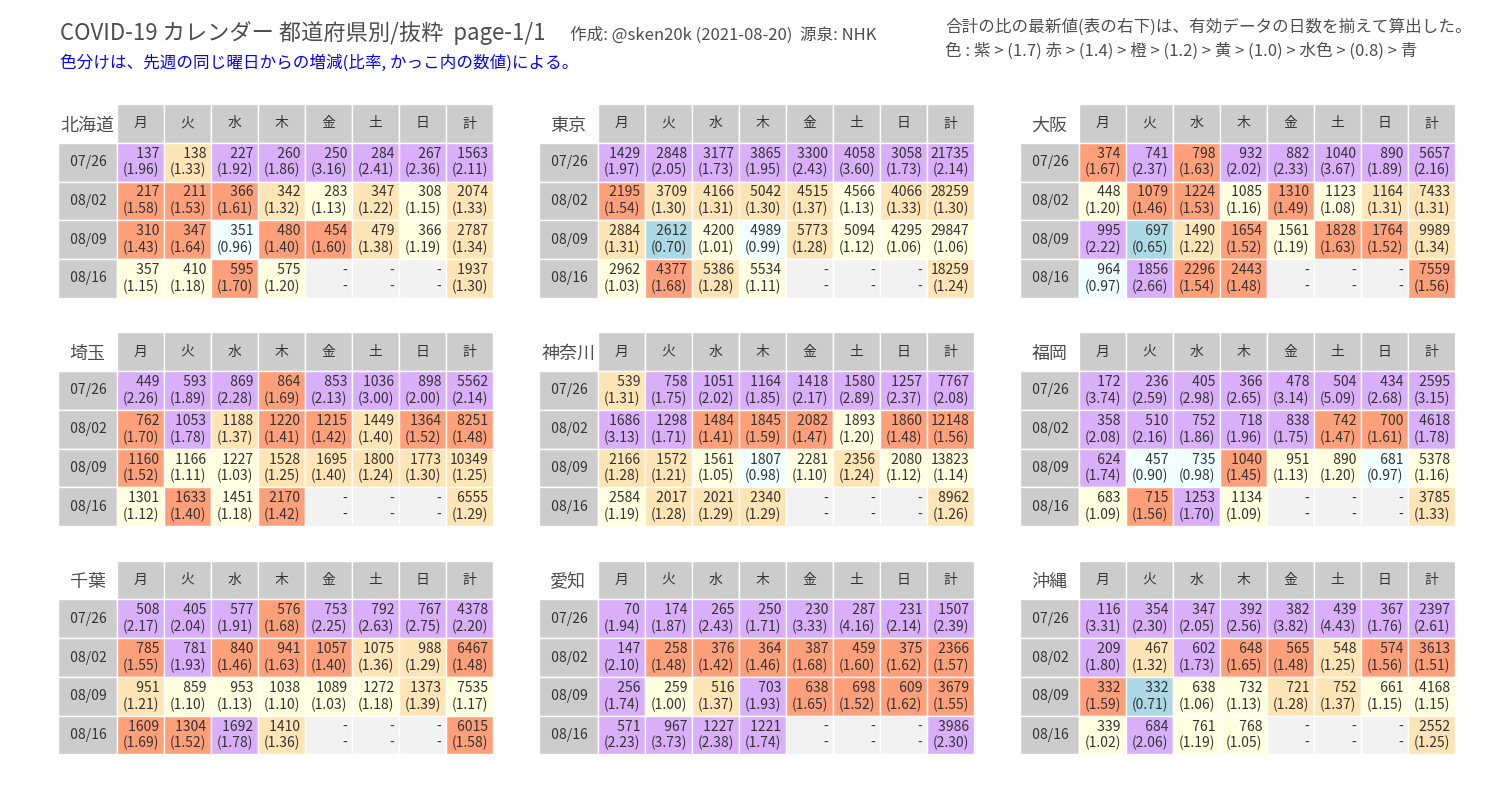 COVID-19 カレンダー 都道府県別/抜粋 page-1/1 作成: @sken20k (2021-08-20) 源泉: NHK
合計の比の最新値(表の右下)は、有効データの日数を揃えて算出した。
色分けは、先週の同じ曜日からの増減(比率, かっこ内の数値)による。
色 : 紫 > (1.7) 赤 > (1.4) > 橙 > (1.2) > 黄 > (1.0) > 水色 > (0.8) > 青
北海道 月 火 水 木 金 土 日 計
07/26 137 138 227 260 250 284 267 1563
(1.96) (1.33) (1.92) (1.86) (3.16) (2.41) (2.36) (2.11)
08/02 217 211 366 342 283 347 308 2074
(1.58) (1.53) (1.61) (1.32) (1.13) (1.22) (1.15) (1.33)
08/09 310 347 351 480 454 479 366 2787
(1.43) (1.64) (0.96) (1.40) (1.60) (1.38) (1.19) (1.34)
08/16 357 410 595 575 - - - 1937
(1.15) (1.18) (1.70) (1.20) - - - (1.30)
東京 月 火 水 木 金 土 日 計
07/26 1429 2848 3177 3865 3300 4058 3058 21735
(1.97) (2.05) (1.73) (1.95) (2.43) (3.60) (1.73) (2.14)
08/02 2195 3709 4166 5042 4515 4566 4066 28259
(1.54) (1.30) (1.31) (1.30) (1.37) (1.13) (1.33) (1.30)
08/09 2884 2612 4200 4989 5773 5094 4295 29847
(1.31) (0.70) (1.01) (0.99) (1.28) (1.12) (1.06) (1.06)
08/16 2962 4377 5386 5534 - - - 18259
(1.03) (1.68) (1.28) (1.11) - - - (1.24)
大阪 月 火 水 木 金 土 日 計
07/26 374 741 798 932 882 1040 890 5657
(1.67) (2.37) (1.63) (2.02) (2.33) (3.67) (1.89) (2.16)
08/02 448 1079 1224 1085 1310 1123 1164 7433
(1.20) (1.46) (1.53) (1.16) (1.49) (1.08) (1.31) (1.31)
08/09 995 697 1490 1654 1561 1828 1764 9989
(2.22) (0.65) (1.22) (1.52) (1.19) (1.63) (1.52) (1.34)
08/16 964 1856 2296 2443 - - - 7559
(0.97) (2.66) (1.54) (1.48) - - - (1.56)
埼玉 月 火 水 木 金 土 日 計
07/26 449 593 869 864 853 1036 898 5562
(2.26) (1.89) (2.28) (1.69) (2.13) (3.00) (2.00) (2.14)
08/02 762 1053 1188 1220 1215 1449 1364 8251
(1.70) (1.78) (1.37) (1.41) (1.42) (1.40) (1.52) (1.48)
08/09 1160 1166 1227 1528 1695 1800 1773 10349
(1.52) (1.11) (1.03) (1.25) (1.40) (1.24) (1.30) (1.25)
08/16 1301 1633 1451 2170 - - - 6555
(1.12) (1.40) (1.18) (1.42) - - - (1.29)
神奈川 月 火 水 木 金 土 日 計
07/26 539 758 1051 1164 1418 1580 1257 7767
(1.31) (1.75) (2.02) (1.85) (2.17) (2.89) (2.37) (2.08)
08/02 1686 1298 1484 1845 2082 1893 1860 12148
(3.13) (1.71) (1.41) (1.59) (1.47) (1.20) (1.48) (1.56)
08/09 2166 1572 1561 1807 2281 2356 2080 13823
(1.28) (1.21) (1.05) (0.98) (1.10) (1.24) (1.12) (1.14)
08/16 2584 2017 2021 2340 - - - 8962
(1.19) (1.28) (1.29) (1.29) - - - (1.26)
福岡 月 火 水 木 金 土 日 計
07/26 172 236 405 366 478 504 434 2595
(3.74) (2.59) (2.98) (2.65) (3.14) (5.09) (2.68) (3.15)
08/02 358 510 752 718 838 742 700 4618
(2.08) (2.16) (1.86) (1.96) (1.75) (1.47) (1.61) (1.78)
08/09 624 457 735 1040 951 890 681 5378
(1.74) (0.90) (0.98) (1.45) (1.13) (1.20) (0.97) (1.16)
08/16 683 715 1253 1134 - - - 3785
(1.09) (1.56) (1.70) (1.09) - - - (1.33)
千葉 月 火 水 木 金 土 日 計
07/26 508 405 577 576 753 792 767 4378
(2.17) (2.04) (1.91) (1.68) (2.25) (2.63) (2.75) (2.20)
08/02 785 781 840 941 1057 1075 988 6467
(1.55) (1.93) (1.46) (1.63) (1.40) (1.36) (1.29) (1.48)
08/09 951 859 953 1038 1089 1272 1373 7535
(1.21) (1.10) (1.13) (1.10) (1.03) (1.18) (1.39) (1.17)
08/16 1609 1304 1692 1410 - - - 6015
(1.69) (1.52) (1.78) (1.36) - - - (1.58)
愛知 月 火 水 木 金 土 日 計
07/26 70 174 265 250 230 287 231 1507
(1.94) (1.87) (2.43) (1.71) (3.33) (4.16) (2.14) (2.39)
08/02 147 258 376 364 387 459 375 2366
(2.10) (1.48) (1.42) (1.46) (1.68) (1.60) (1.62) (1.57)
08/09 256 259 516 703 638 698 609 3679
(1.74) (1.00) (1.37) (1.93) (1.65) (1.52) (1.62) (1.55)
08/16 571 967 1227 1221 - - - 3986
(2.23) (3.73) (2.38) (1.74) - - - (2.30)
沖縄 月 火 水 木 金 土 日 計
07/26 116 354 347 392 382 439 367 2397
(3.31) (2.30) (2.05) (2.56) (3.82) (4.43) (1.76) (2.61)
08/02 209 467 602 648 565 548 574 3613
(1.80) (1.32) (1.73) (1.65) (1.48) (1.25) (1.56) (1.51)
08/09 332 332 638 732 721 752 661 4168
(1.59) (0.71) (1.06) (1.13) (1.28) (1.37) (1.15) (1.15)
08/16 339 684 761 768 - - - 2552
(1.02) (2.06) (1.19) (1.05) - - - (1.25)